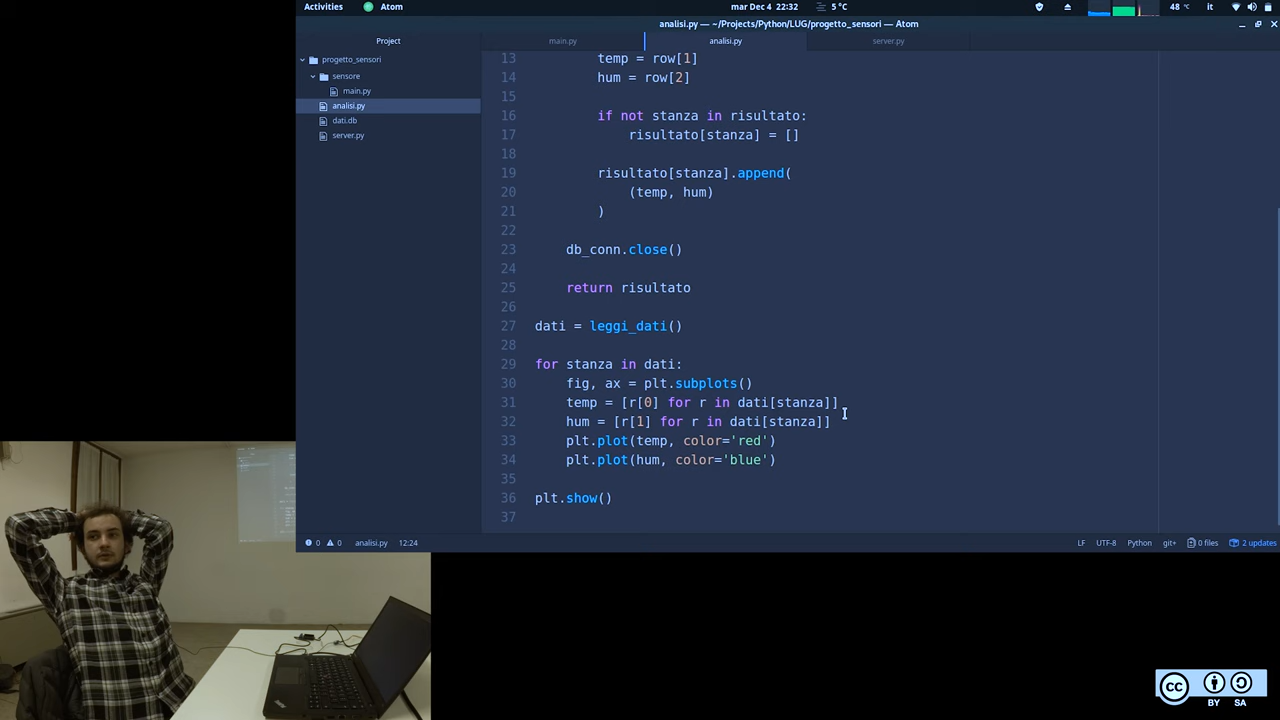 Activities Atom mar Dec 4 22:32 5 °C 48 °C it
analisi.py — ~/Projects/Python/LUG/progetto_sensori — Atom
Project main.py analisi.py server.py
progetto_sensori
sensore
main.py
analisi.py
dati.db
server.py
13 temp = row[1]
14 hum = row[2]
15
16 if not stanza in risultato:
17 risultato[stanza] = []
18
19 risultato[stanza].append(
20 (temp, hum)
21 )
22
23 db_conn.close()
24
25 return risultato
26
27 dati = leggi_dati()
28
29 for stanza in dati:
30 fig, ax = plt.subplots()
31 temp = [r[0] for r in dati[stanza]]
32 hum = [r[1] for r in dati[stanza]]
33 plt.plot(temp, color='red')
34 plt.plot(hum, color='blue')
35
36 plt.show()
37
0 0 analisi.py 12:24 LF UTF-8 Python git+ 0 files 2 updates
cc
BY SA